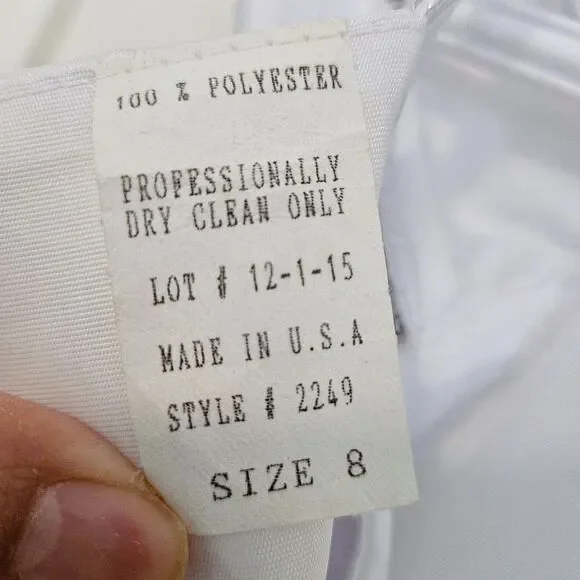 100 % POLYESTER
PROFESSIONALLY
DRY CLEAN ONLY
LOT # 12-1-15
MADE IN U.S.A
STYLE # 2249
SIZE 8